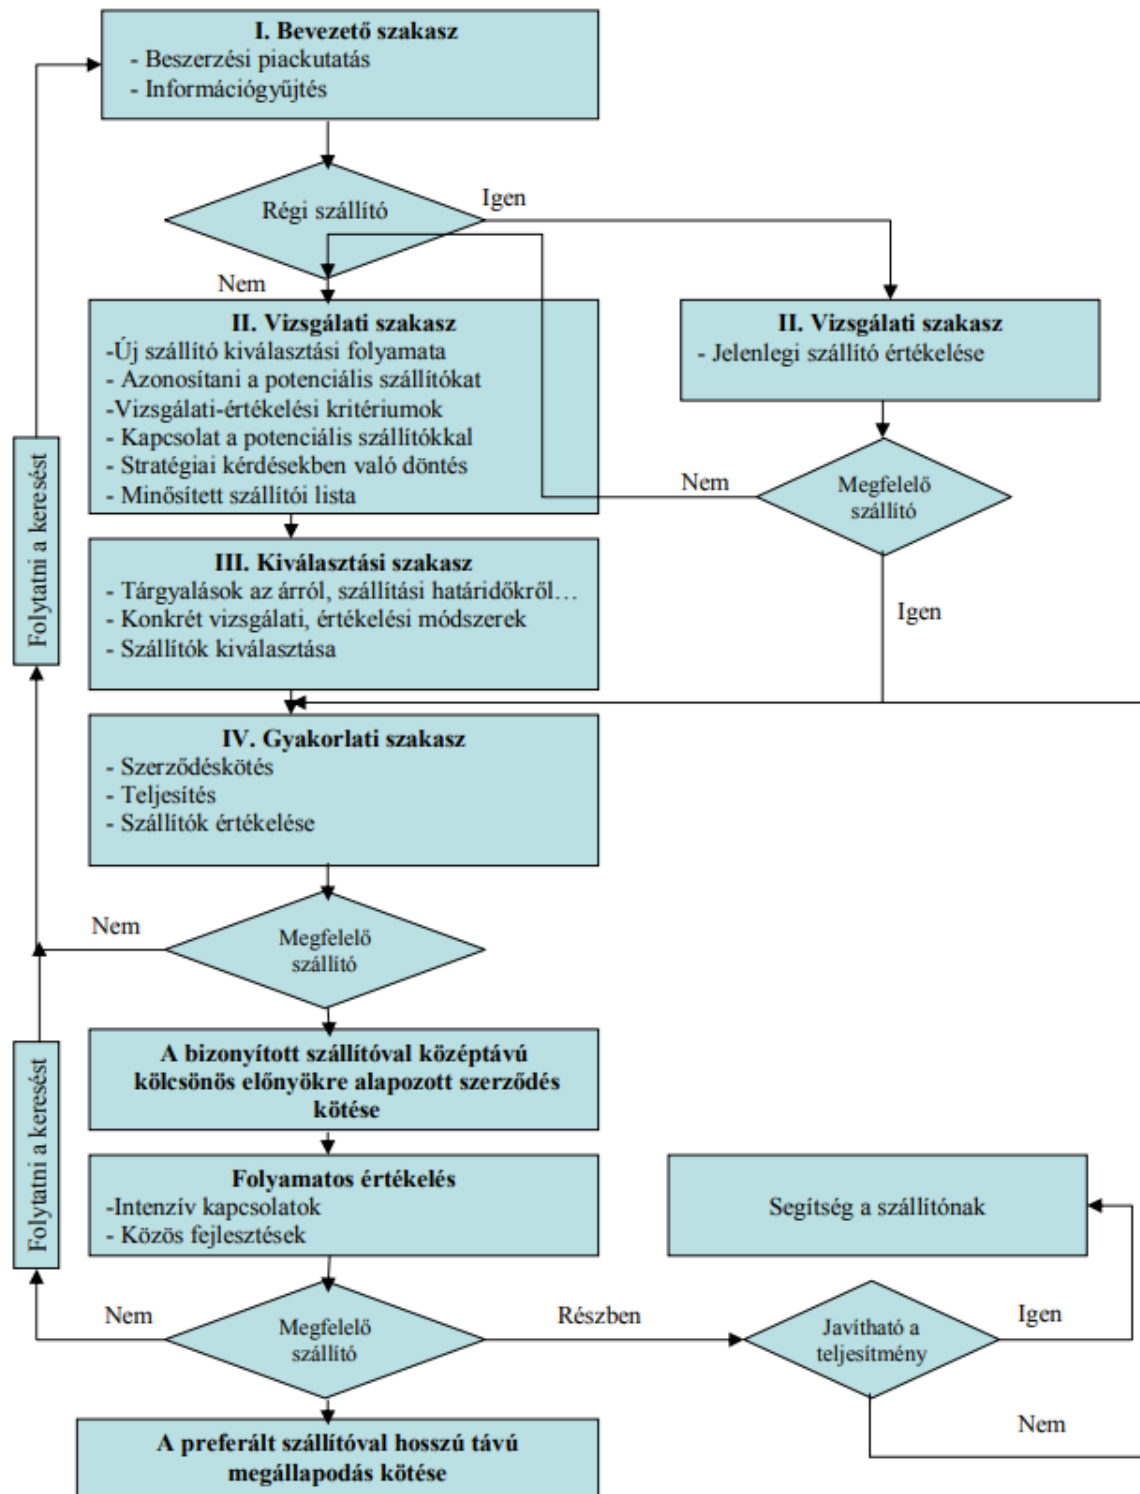 I. Bevezető szakasz
- Beszerzési piackutatás
- Információgyűjtés
Régi szállító
Igen
Nem
II. Vizsgálati szakasz
-Új szállító kiválasztási folyamata
- Azonosítani a potenciális szállítókat
-Vizsgálati-értékelési kritériumok
- Kapcsolat a potenciális szállítókkal
- Stratégiai kérdésekben való döntés
- Minősített szállítói lista
II. Vizsgálati szakasz
- Jelenlegi szállító értékelése
Megfelelő
szállító
Nem
Igen
Folytatni a keresést
III. Kiválasztási szakasz
- Tárgyalások az árról, szállítási határidőkről…
- Konkrét vizsgálati, értékelési módszerek
- Szállítók kiválasztása
IV. Gyakorlati szakasz
- Szerződéskötés
- Teljesítés
- Szállítók értékelése
Nem
Megfelelő
szállító
A bizonyított szállítóval középtávú
kölcsönös előnyökre alapozott szerződés
kötése
Folytatni a keresést
Folyamatos értékelés
-Intenzív kapcsolatok
- Közös fejlesztések
Segítség a szállítónak
Nem
Megfelelő
szállító
Részben
Javítható a
teljesítmény
Igen
Nem
A preferált szállítóval hosszú távú
megállapodás kötése